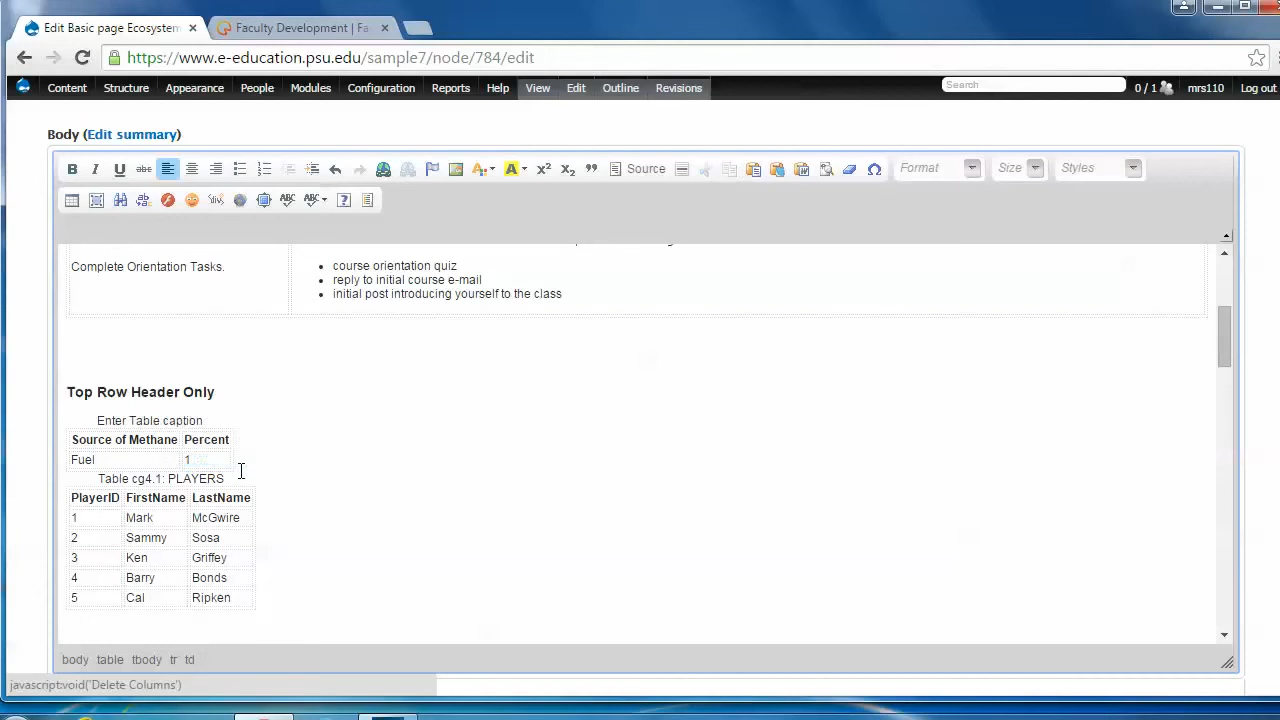 Edit Basic page Ecosystem
Faculty Development | Fa
https://www.e-education.psu.edu/sample7/node/784/edit
Content Structure Appearance People Modules Configuration Reports Help View Edit Outline Revisions Search 0 / 1 mrs110 Log out
Body (Edit summary)
B I U abc Source Format Size Styles
ABC ABC
Complete Orientation Tasks.
• course orientation quiz
• reply to initial course e-mail
• initial post introducing yourself to the class
Top Row Header Only
Enter Table caption
Source of Methane Percent
Fuel 1
Table cg4.1: PLAYERS
PlayerID FirstName LastName
1 Mark McGwire
2 Sammy Sosa
3 Ken Griffey
4 Barry Bonds
5 Cal Ripken
body table tbody tr td
javascript:void('Delete Columns')